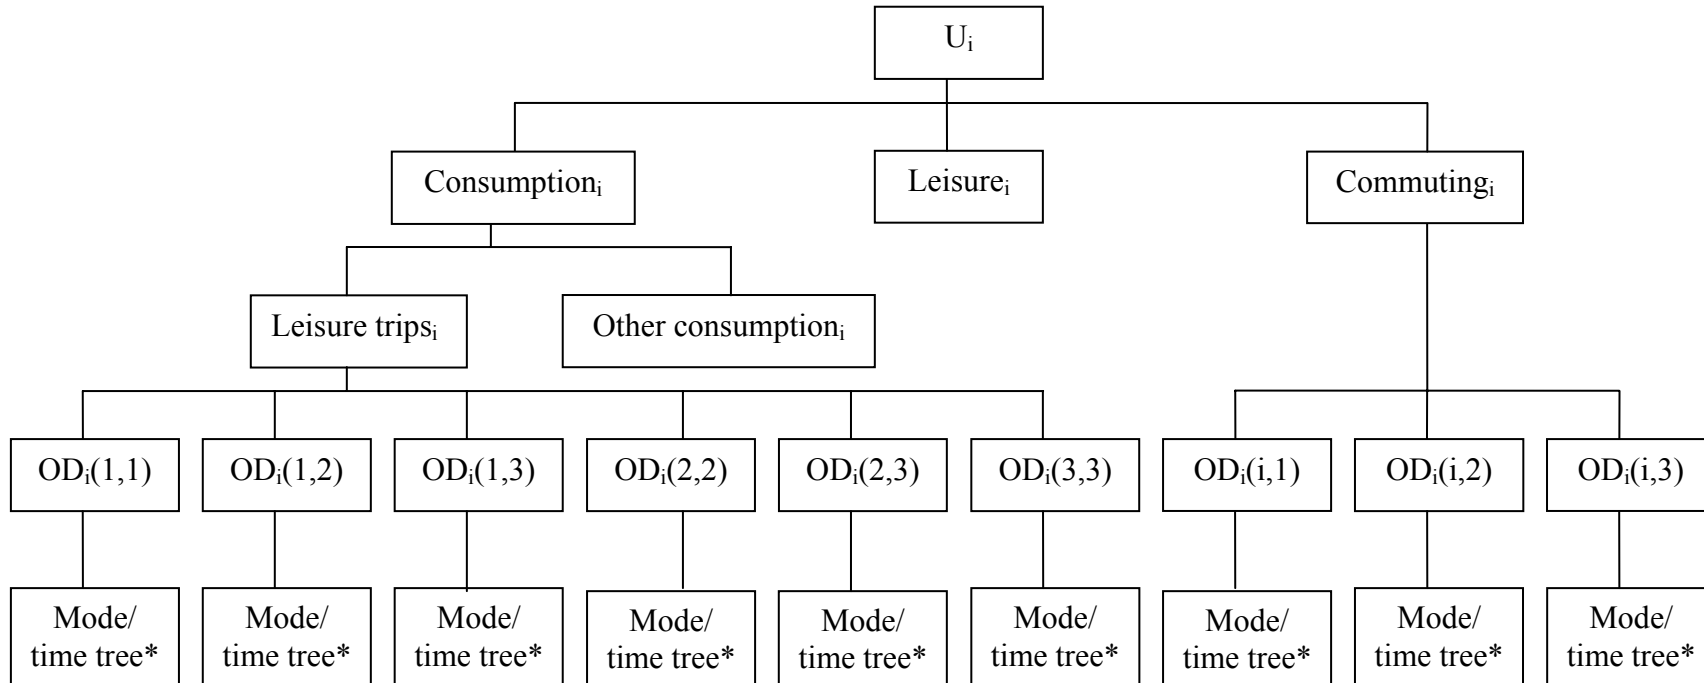 Uᵢ
Consumptionᵢ
Leisureᵢ
Commutingᵢ
Leisure tripsᵢ
Other consumptionᵢ
ODᵢ(1,1)
ODᵢ(1,2)
ODᵢ(1,3)
ODᵢ(2,2)
ODᵢ(2,3)
ODᵢ(3,3)
ODᵢ(i,1)
ODᵢ(i,2)
ODᵢ(i,3)
Mode/
time tree*
Mode/
time tree*
Mode/
time tree*
Mode/
time tree*
Mode/
time tree*
Mode/
time tree*
Mode/
time tree*
Mode/
time tree*
Mode/
time tree*